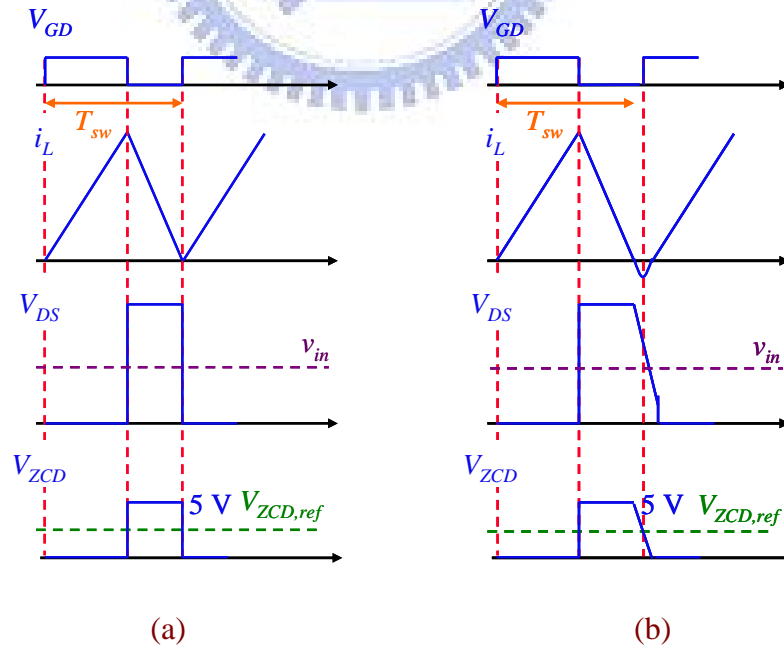 V_GD
T_sw
i_L
V_DS
v_in
V_ZCD
5 V V_ZCD,ref
(a)
V_GD
T_sw
i_L
V_DS
v_in
V_ZCD
5 V V_ZCD,ref
(b)